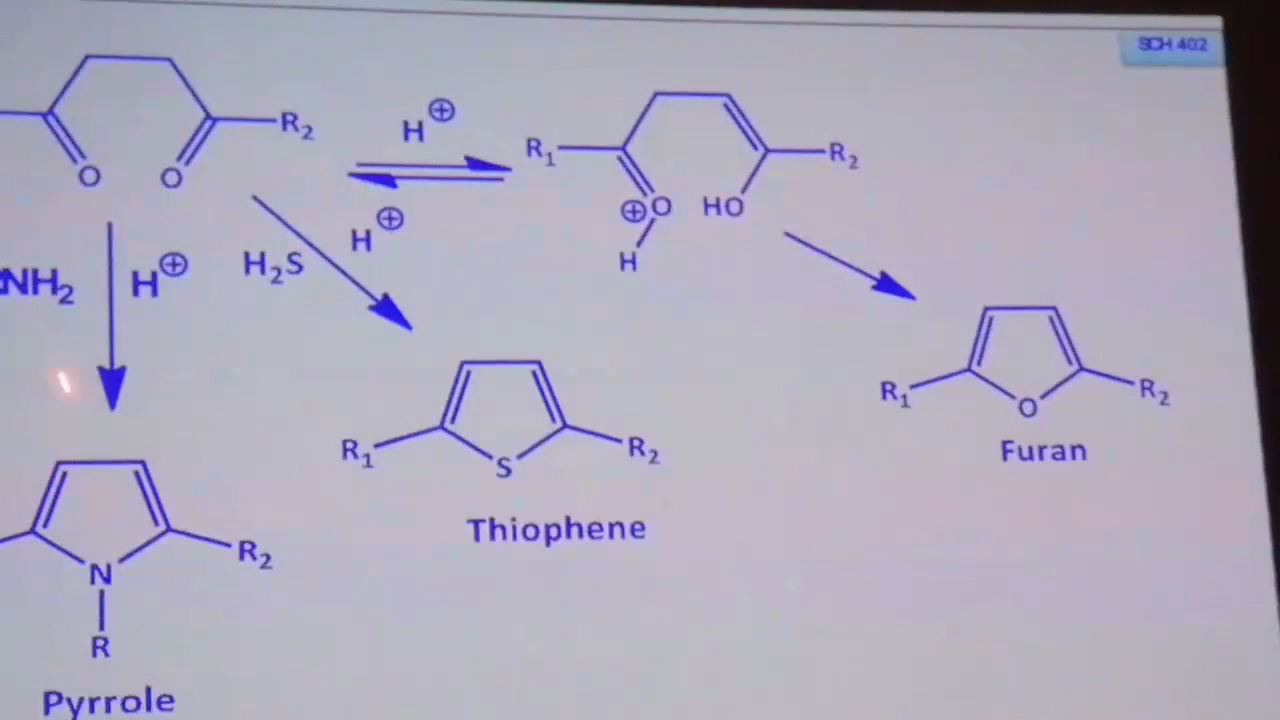 SCH 402
O O R₂
H⊕
R₁ ⊕O HO R₂
H
NH₂ H⊕ H₂S H⊕
R₁ S R₂
Thiophene
R₁ O R₂
Furan
N R₂
R
Pyrrole